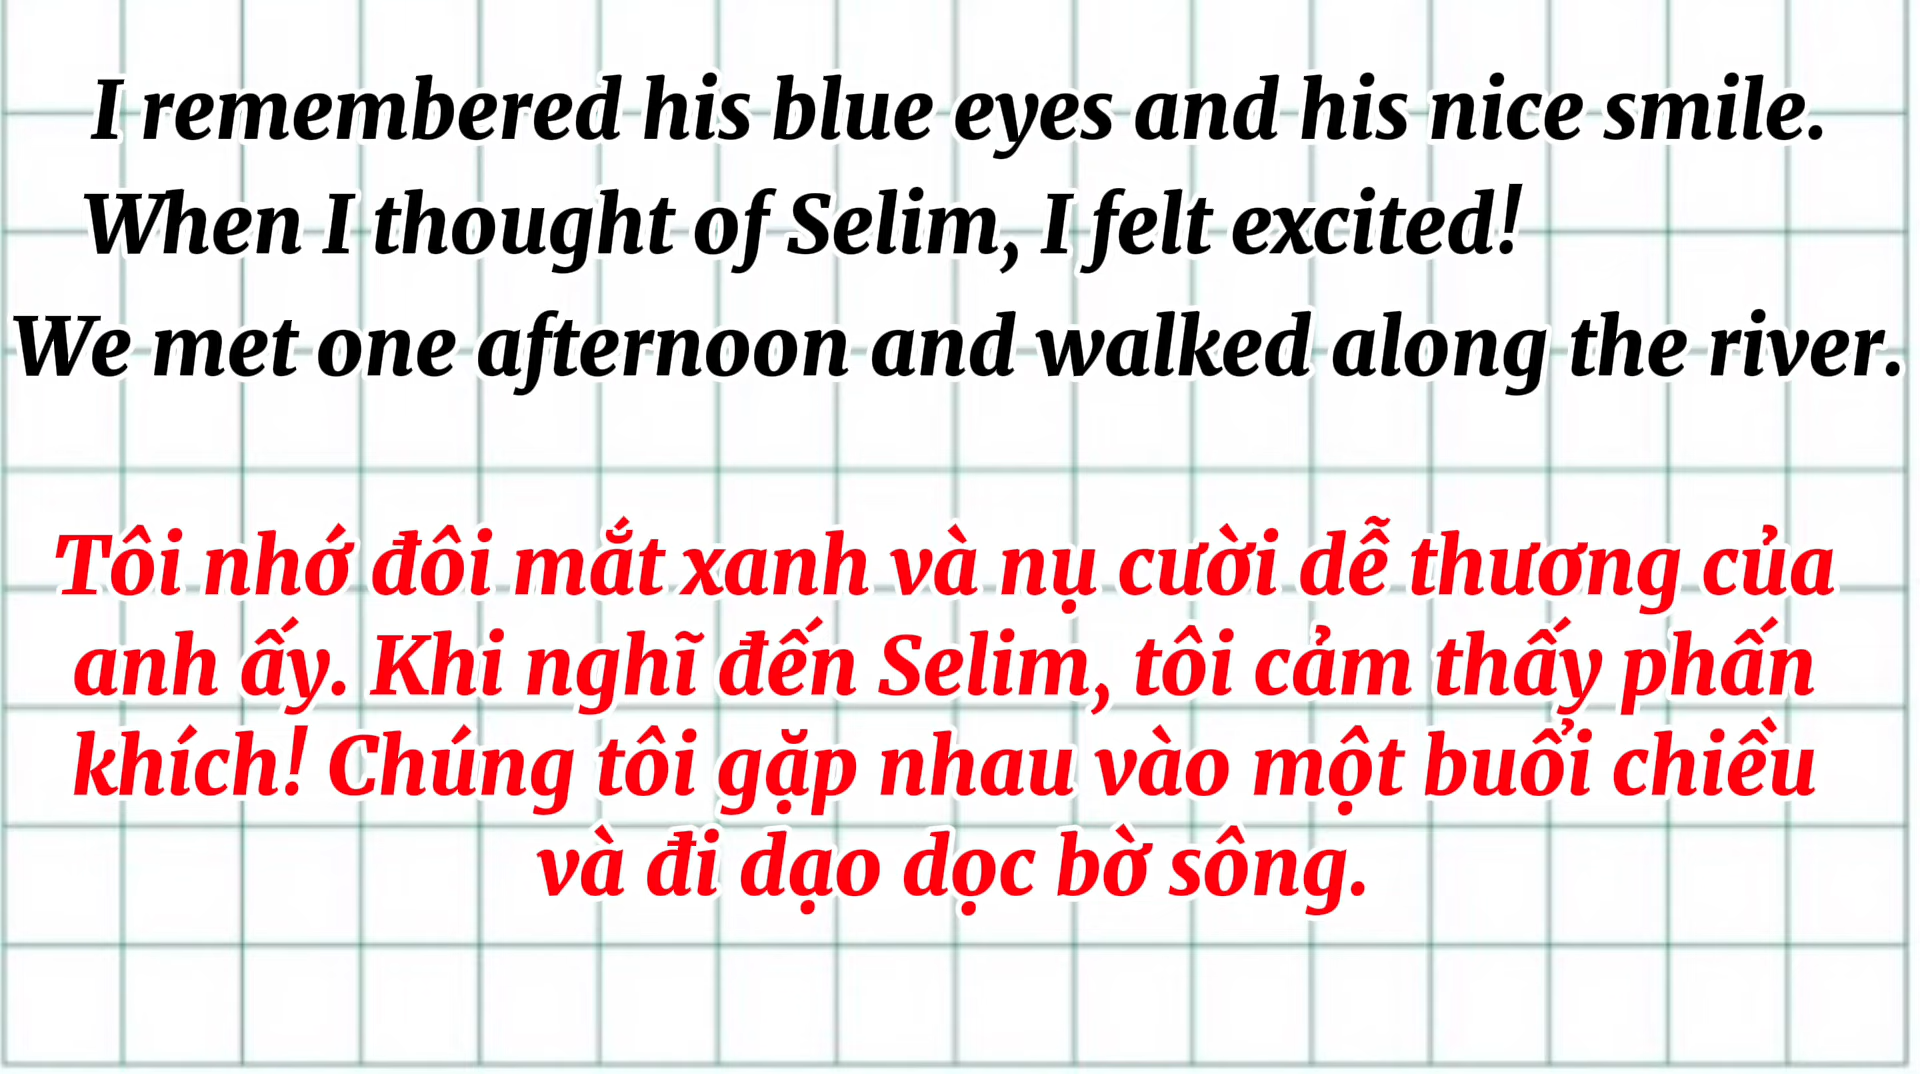 I remembered his blue eyes and his nice smile.
When I thought of Selim, I felt excited!
We met one afternoon and walked along the river.
Tôi nhớ đôi mắt xanh và nụ cười dễ thương của
anh ấy. Khi nghĩ đến Selim, tôi cảm thấy phấn
khích! Chúng tôi gặp nhau vào một buổi chiều
và đi dạo dọc bờ sông.